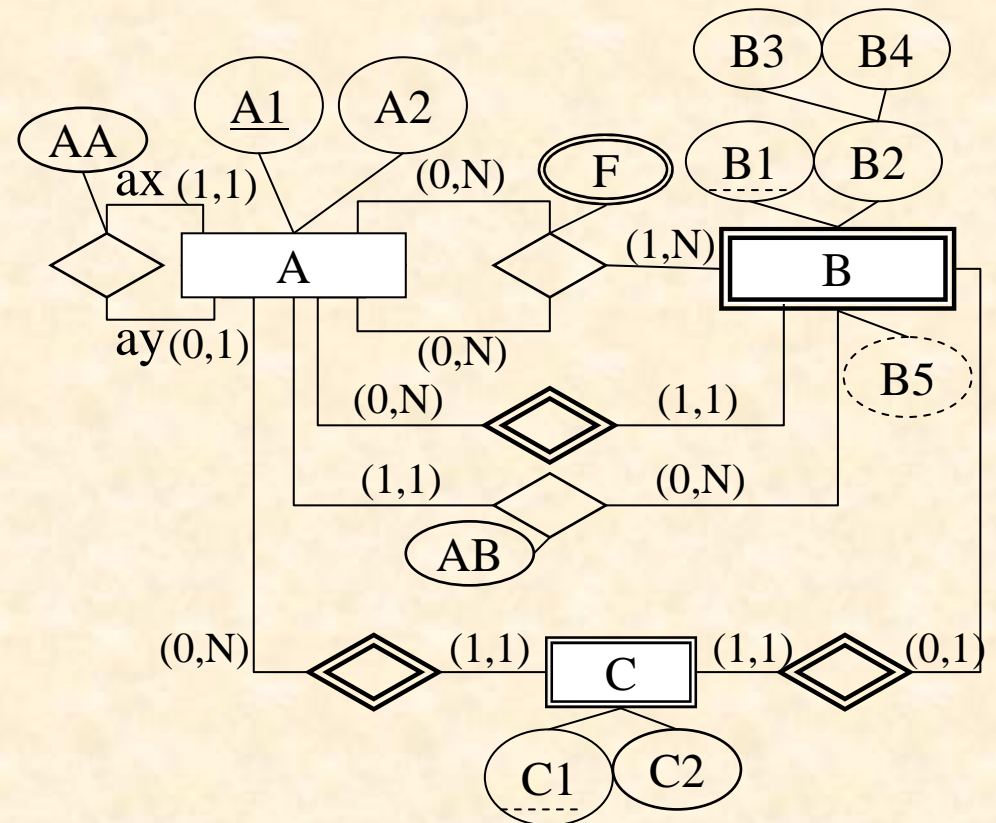 B3 B4
A1 A2
AA F B1 B2
ax (1,1) (0,N)
A (1,N) B
ay (0,1) (0,N)
B5
(0,N) (1,1)
(1,1) (0,N)
AB
(0,N) (1,1) C (1,1) (0,1)
C1 C2